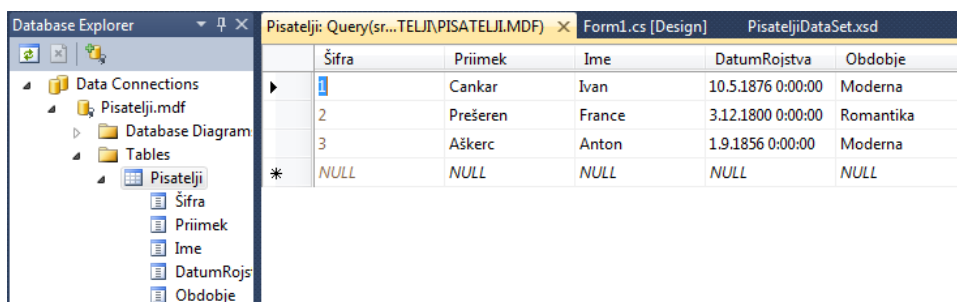 Database Explorer
Data Connections
Pisatelji.mdf
Database Diagram
Tables
Pisatelji
Šifra
Priimek
Ime
DatumRojs
Obdobje
Pisatelji: Query(sr...TELJI\PISATELJI.MDF) Form1.cs [Design] PisateljiDataSet.xsd
Šifra Priimek Ime DatumRojstva Obdobje
1 Cankar Ivan 10.5.1876 0:00:00 Moderna
2 Prešeren France 3.12.1800 0:00:00 Romantika
3 Aškerc Anton 1.9.1856 0:00:00 Moderna
NULL NULL NULL NULL NULL